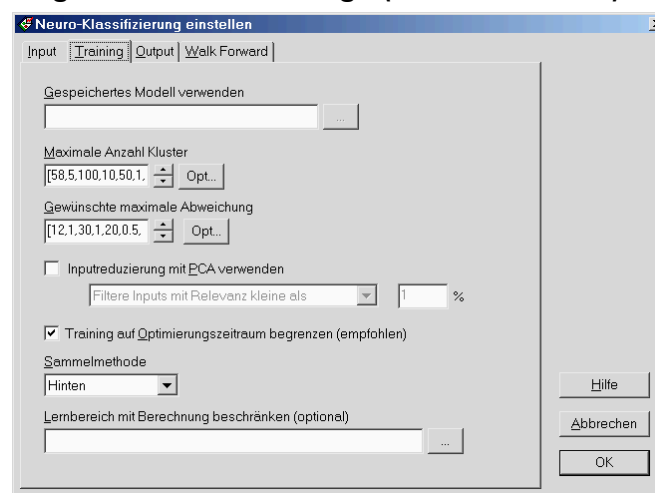 Neuro-Klassifizierung einstellen
Input Training Output Walk Forward
Gespeichertes Modell verwenden
...
Maximale Anzahl Kluster
[58,5,100,10,50,1, Opt...
Gewünschte maximale Abweichung
[12,1,30,1,20,0.5, Opt...
Inputreduzierung mit PCA verwenden
Filtere Inputs mit Relevanz kleine als 1 %
Training auf Optimierungszeitraum begrenzen (empfohlen)
Sammelmethode
Hinten
Hilfe
Lernbereich mit Berechnung beschränken (optional)
Abbrechen
...
OK